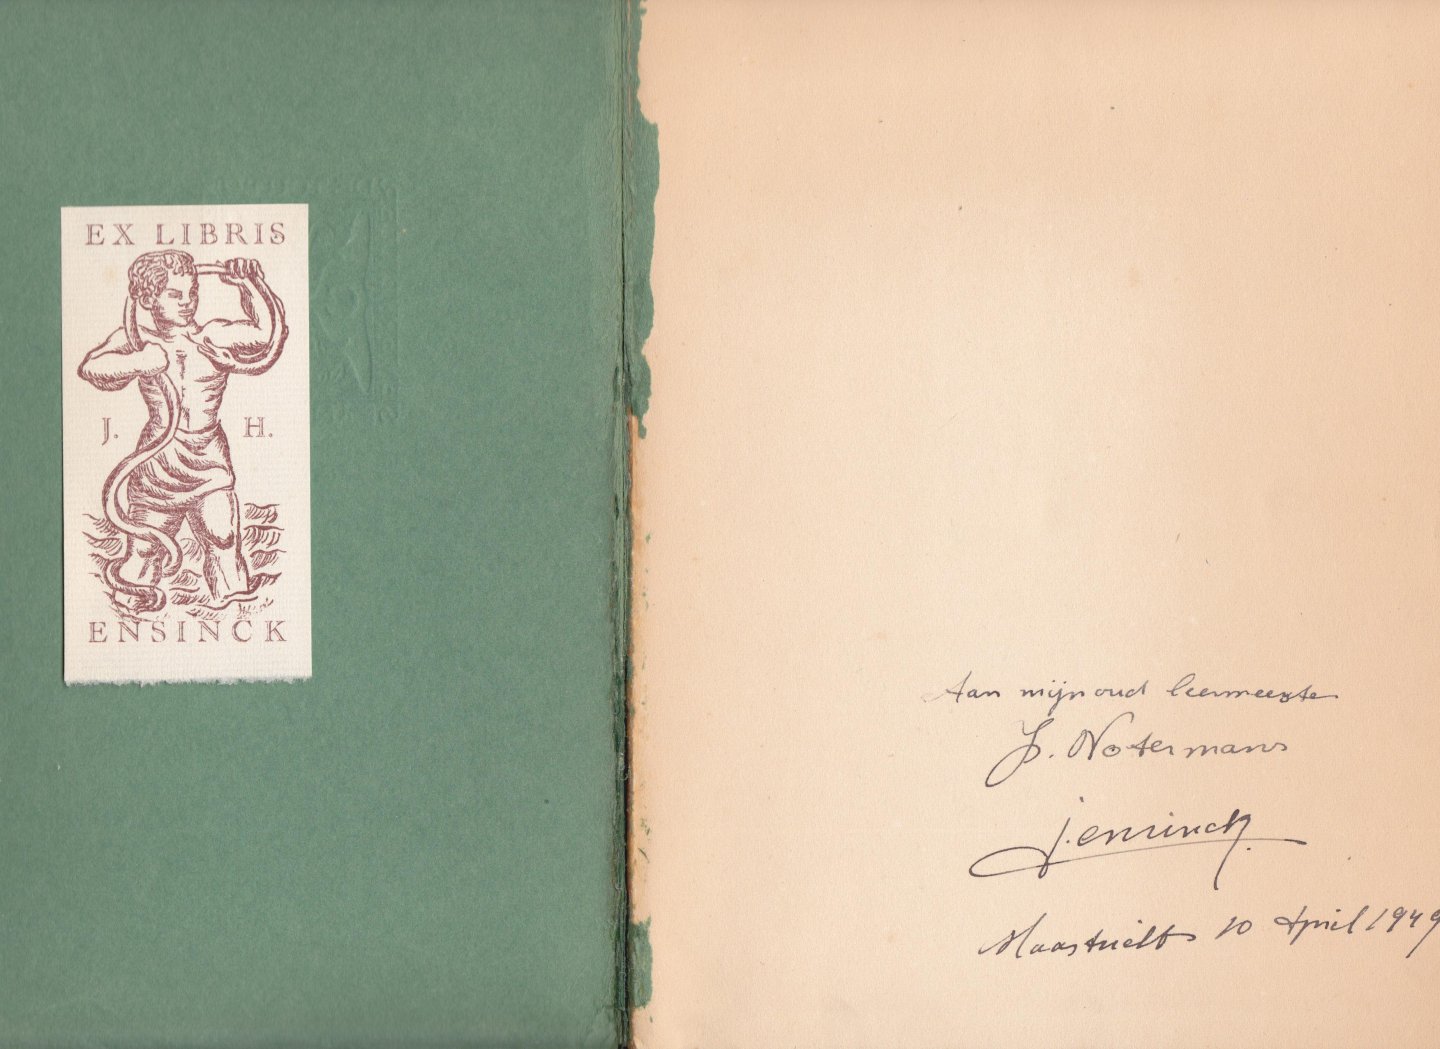 EX LIBRIS
J. H.
ENSINCK
Aan mijn oud leermeester
J. Notermans
j. ensinck.
Maastricht 10 April 1949